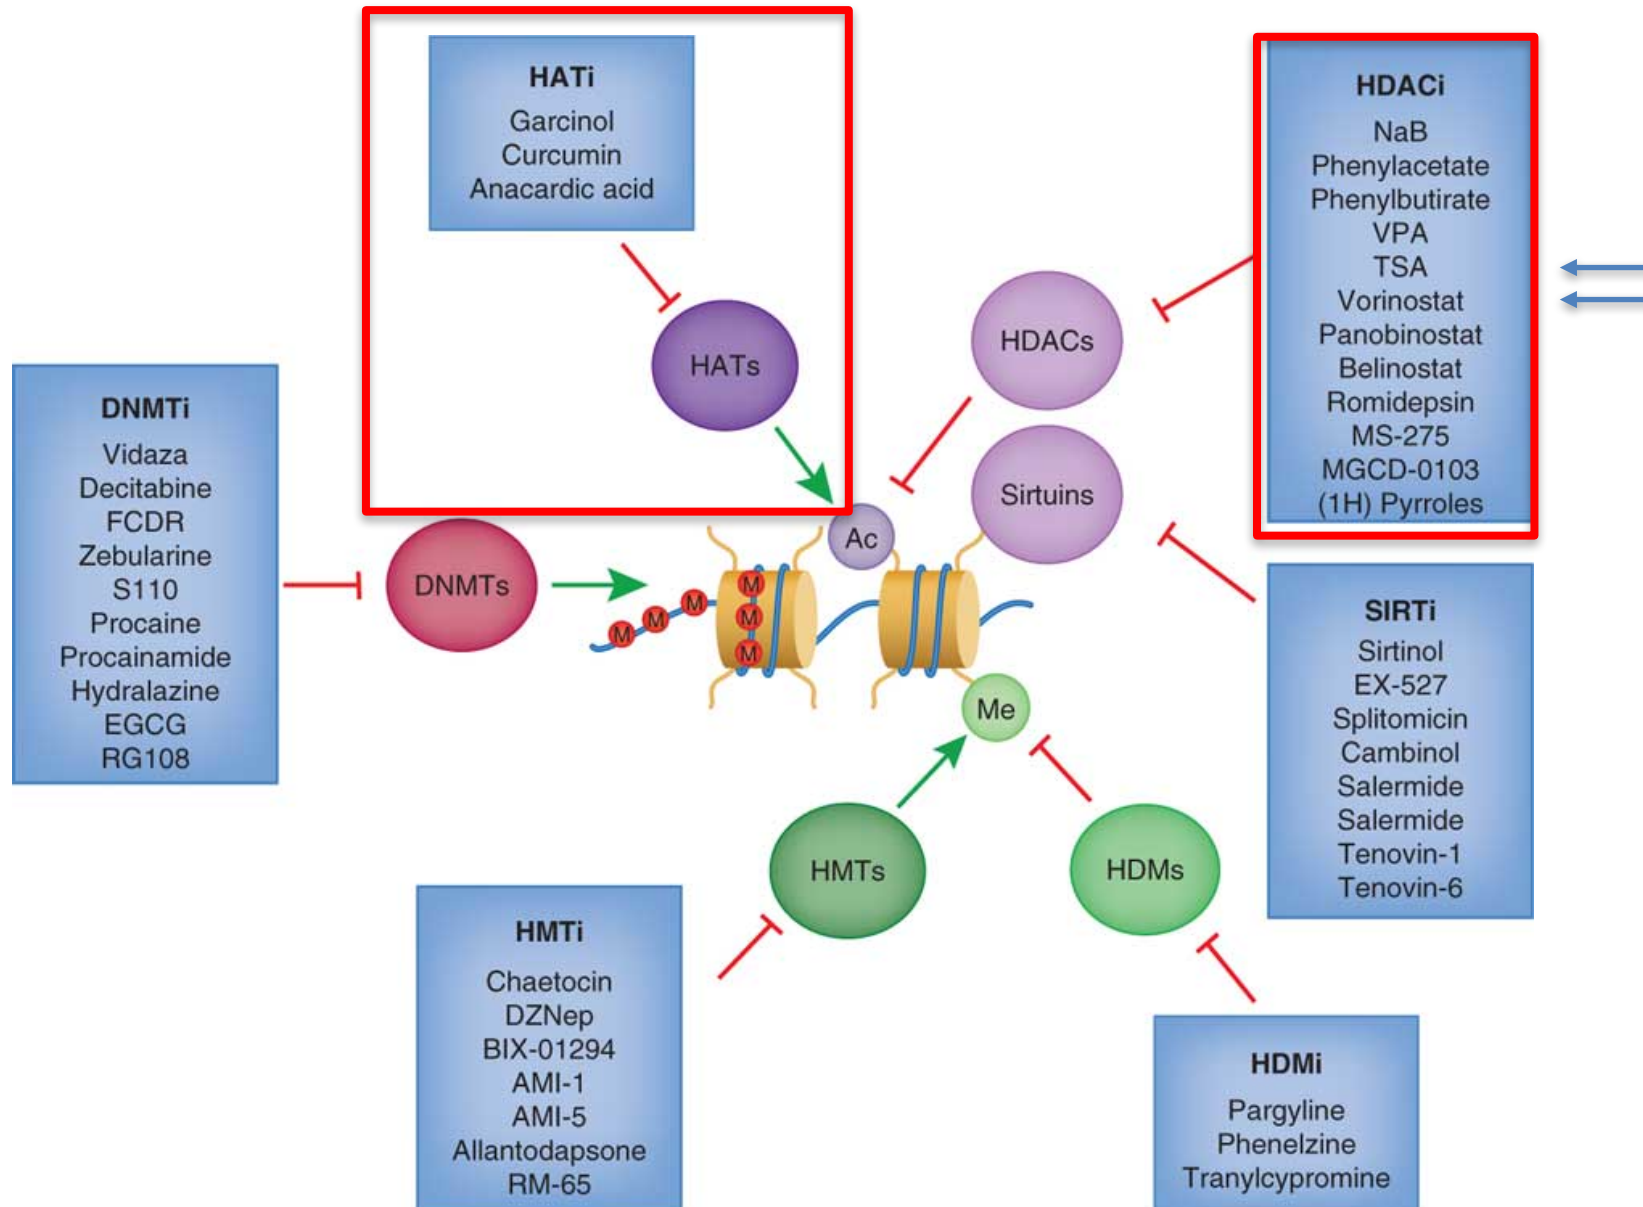 HATi
Garcinol
Curcumin
Anacardic acid
HATs
HDACi
NaB
Phenylacetate
Phenylbutirate
VPA
TSA
Vorinostat
Panobinostat
Belinostat
Romidepsin
MS-275
MGCD-0103
(1H) Pyrroles
HDACs
Sirtuins
Ac
DNMTi
Vidaza
Decitabine
FCDR
Zebularine
S110
Procaine
Procainamide
Hydralazine
EGCG
RG108
DNMTs
M
M
M
M
M
M
Me
SIRTi
Sirtinol
EX-527
Splitomicin
Cambinol
Salermide
Salermide
Tenovin-1
Tenovin-6
HMTs
HDMs
HMTi
Chaetocin
DZNep
BIX-01294
AMI-1
AMI-5
Allantodapsone
RM-65
HDMi
Pargyline
Phenelzine
Tranylcypromine